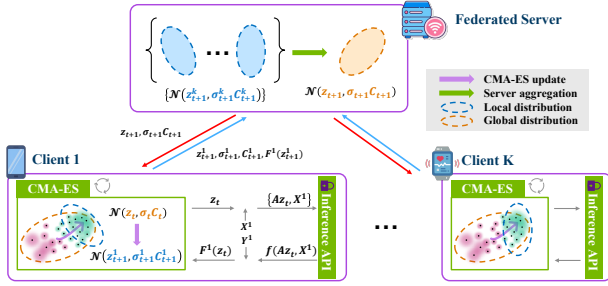 Federated Server
{ ... }
{𝒩(z^k_{t+1}, σ^k_{t+1}C^k_{t+1})}
𝒩(z_{t+1}, σ_{t+1}C_{t+1})
CMA-ES update
Server aggregation
Local distribution
Global distribution
z_{t+1}, σ_{t+1}C_{t+1}
z^1_{t+1}, σ^1_{t+1}, C^1_{t+1}, F^1(z^1_{t+1})
Client 1
CMA-ES
𝒩(z_t, σ_tC_t)
𝒩(z^1_{t+1}, σ^1_{t+1}C^1_{t+1})
z_t
{Az_t, X^1}
X^1
Y^1
F^1(z_t)
f(Az_t, X^1)
Inference API
...
Client K
CMA-ES
Inference API